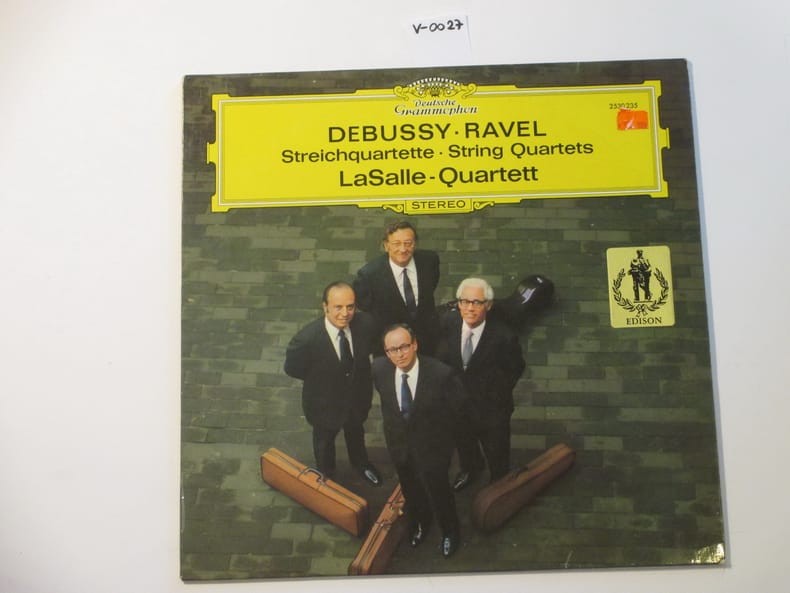 V-0027
Deutsche
Grammophon
2530 235
DEBUSSY · RAVEL
Streichquartette · String Quartets
LaSalle-Quartett
STEREO
EDISON